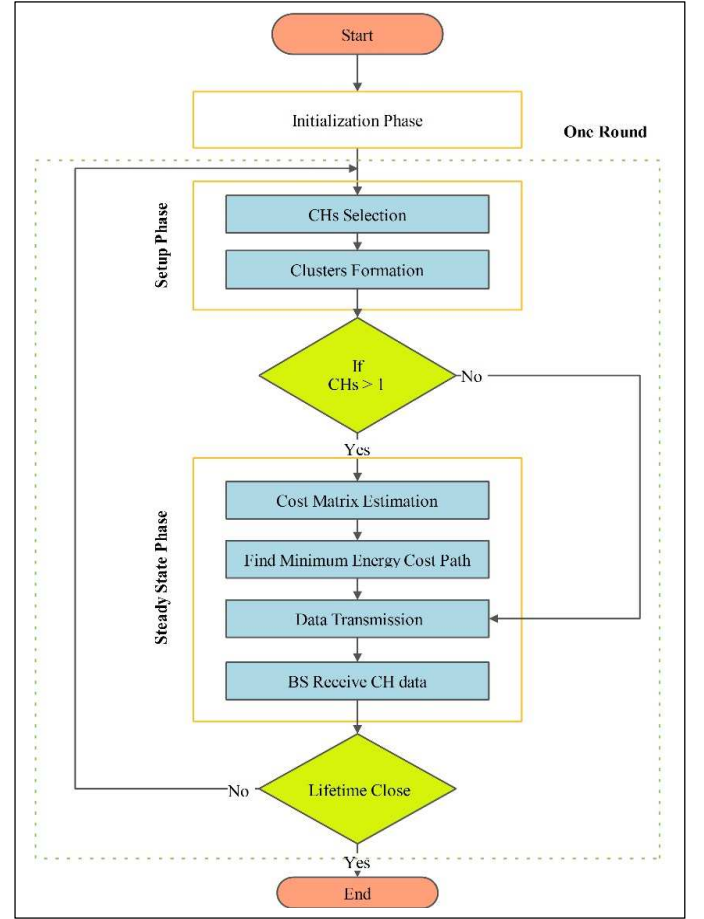 Start
Initialization Phase
One Round
Setup Phase
CHs Selection
Clusters Formation
If
CHs > 1
No
Yes
Steady State Phase
Cost Matrix Estimation
Find Minimum Energy Cost Path
Data Transmission
BS Receive CH data
Lifetime Close
No
Yes
End